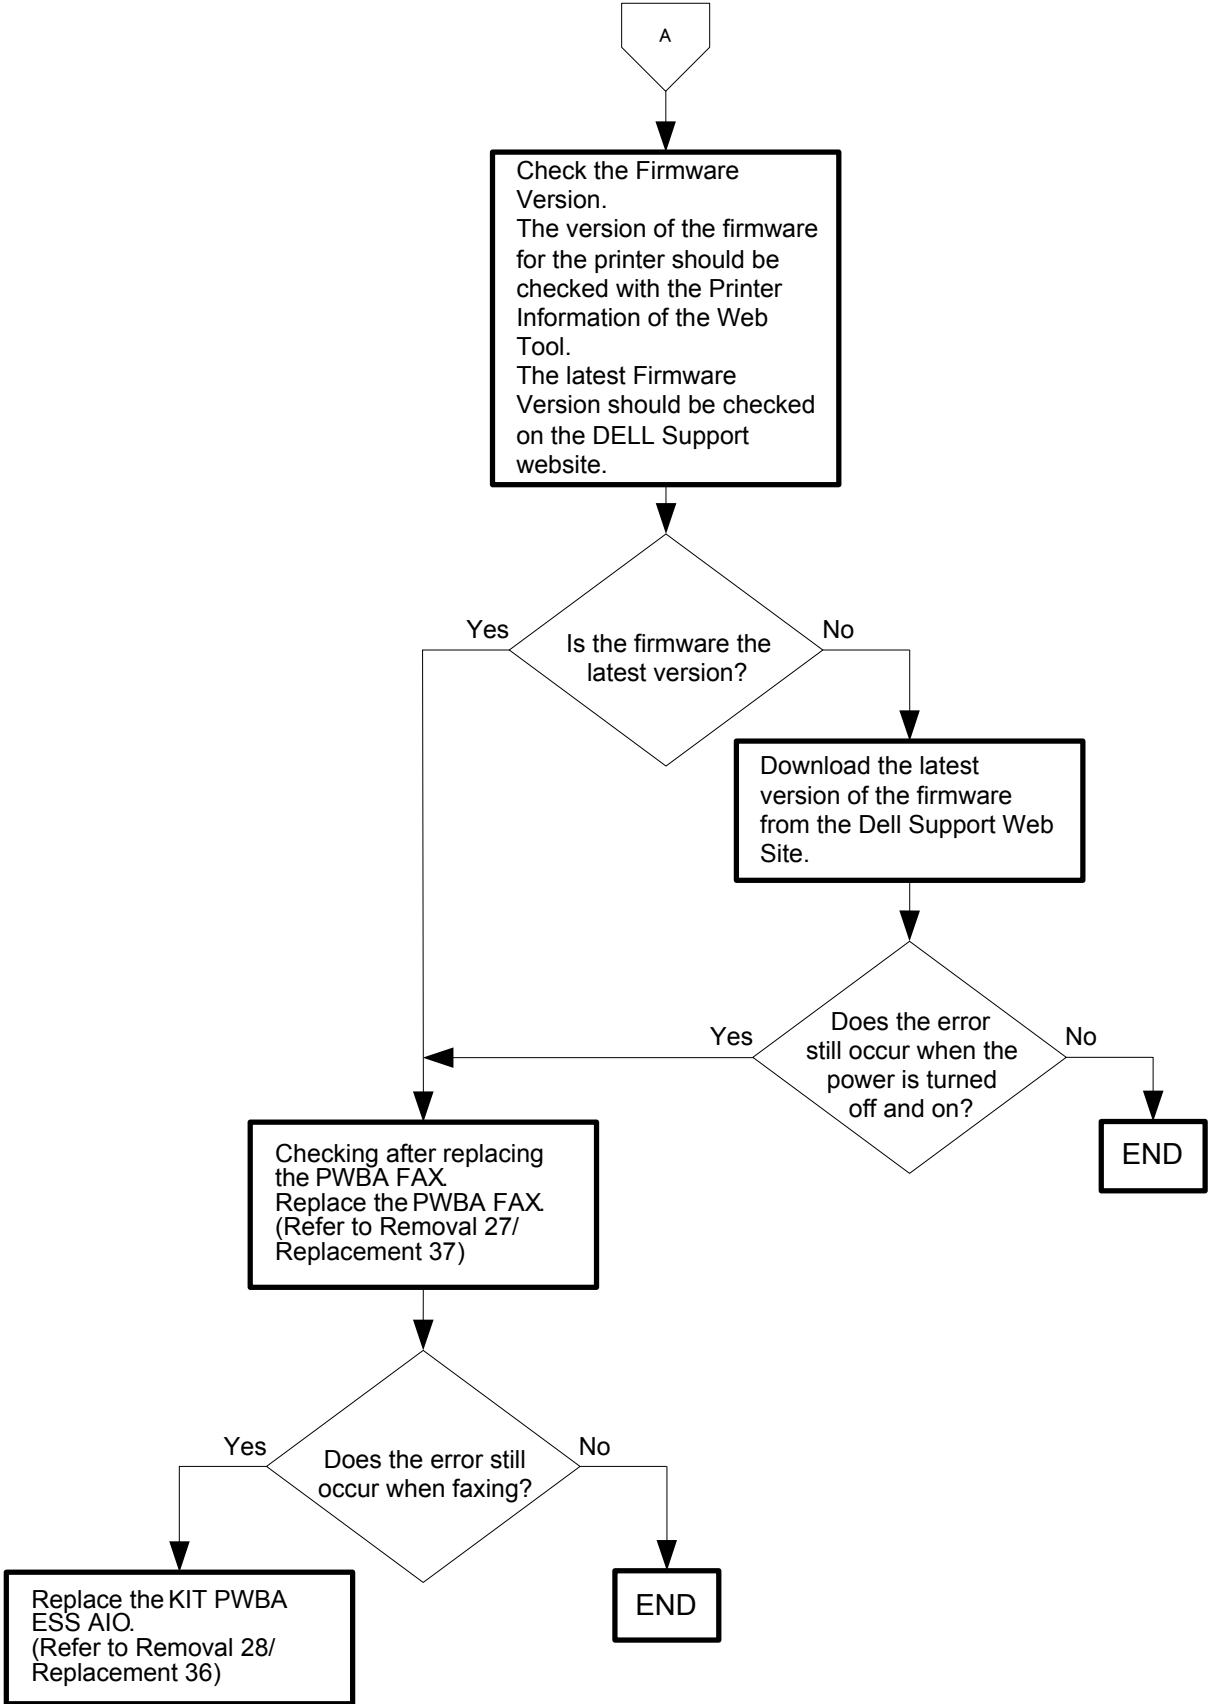 A
Check the Firmware
Version.
The version of the firmware
for the printer should be
checked with the Printer
Information of the Web
Tool.
The latest Firmware
Version should be checked
on the DELL Support
website.
Yes
No
Is the firmware the
latest version?
Download the latest
version of the firmware
from the Dell Support Web
Site.
Yes
No
Does the error
still occur when the
power is turned
off and on?
END
Checking after replacing
the PWBA FAX.
Replace the PWBA FAX.
(Refer to Removal 27/
Replacement 37)
Yes
No
Does the error still
occur when faxing?
END
Replace the KIT PWBA
ESS AIO.
(Refer to Removal 28/
Replacement 36)